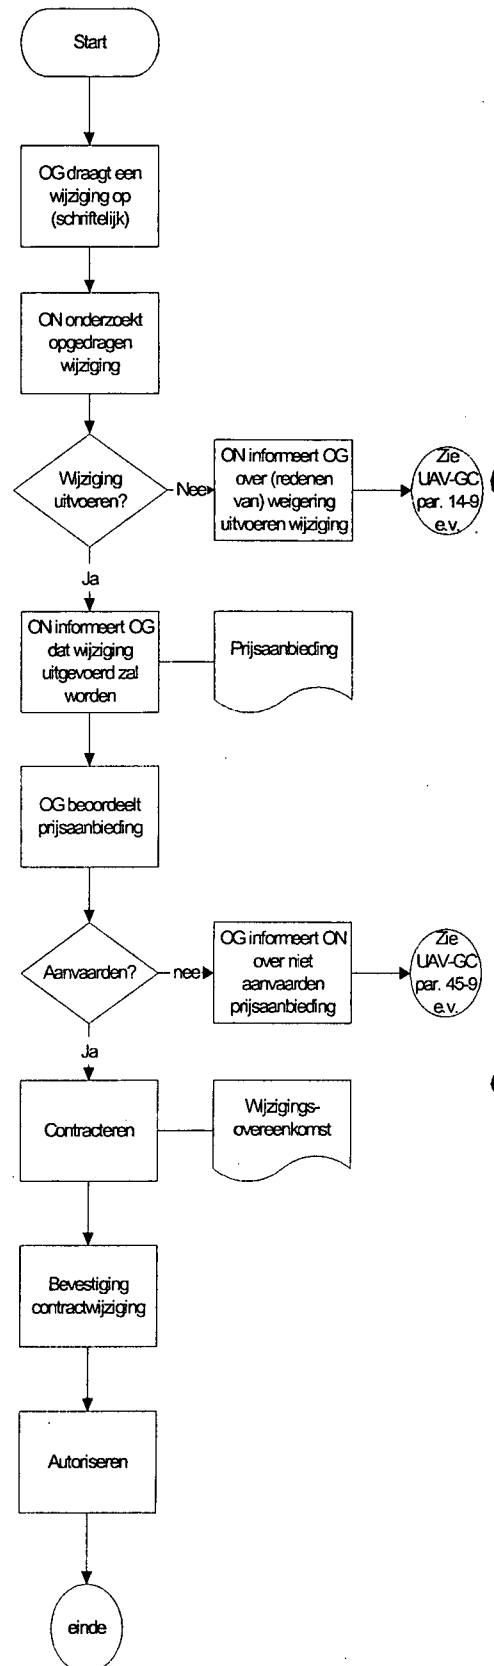 Start
OG draagt een
wijziging op
(schriftelijk)
ON onderzoekt
opgedragen
wijziging
Wijziging
uitvoeren?
Nee
ON informeert OG
over (redenen
van) weigering
uitvoeren wijziging
Zie
UAV-GC
par. 14-9
e.v.
Ja
ON informeert OG
dat wijziging
uitgevoerd zal
worden
Prijsaanbieding
OG beoordeelt
prijsaanbieding
Aanvaarden?
nee
OG informeert ON
over niet
aanvaarden
prijsaanbieding
Zie
UAV-GC
par. 45-9
e.v.
Ja
Contracteren
Wijzigings-
overeenkomst
Bevestiging
contractwijziging
Autoriseren
einde